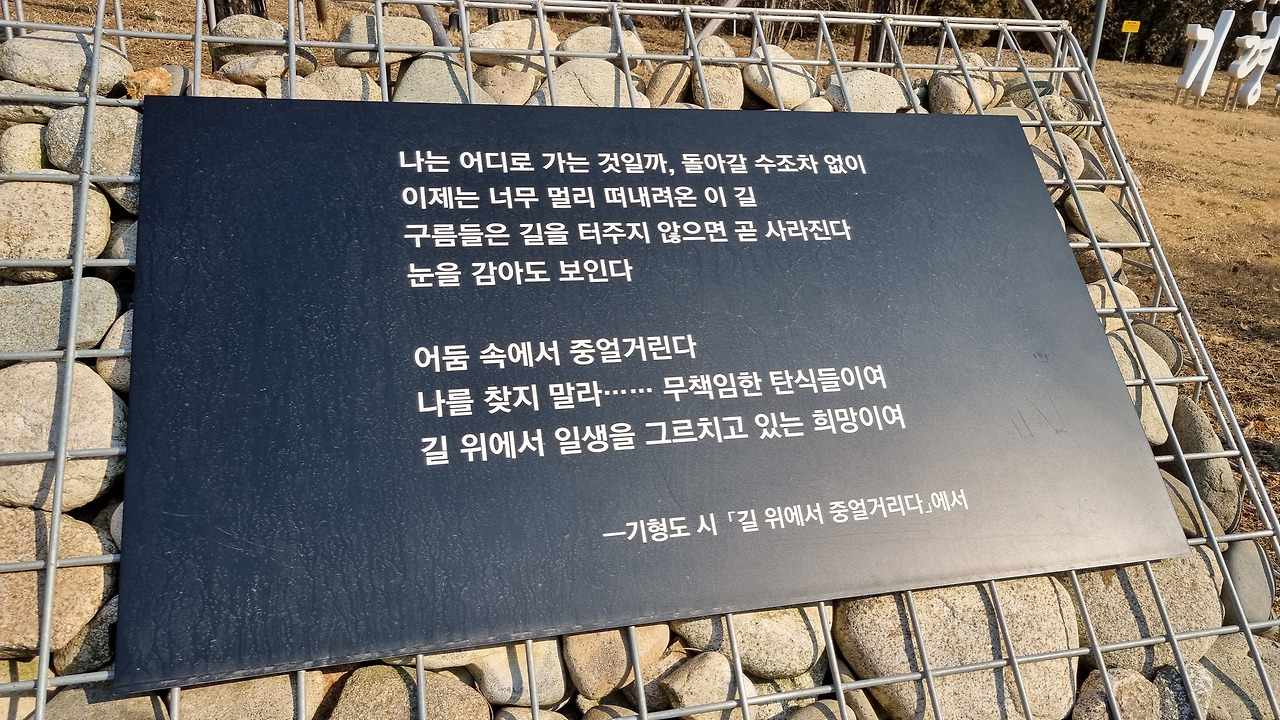 나는 어디로 가는 것일까, 돌아갈 수조차 없이
이제는 너무 멀리 떠내려온 이 길
구름들은 길을 터주지 않으면 곧 사라진다
눈을 감아도 보인다
어둠 속에서 중얼거린다
나를 찾지 말라…… 무책임한 탄식들이여
길 위에서 일생을 그르치고 있는 희망이여
—기형도 시 「길 위에서 중얼거리다」에서
기형